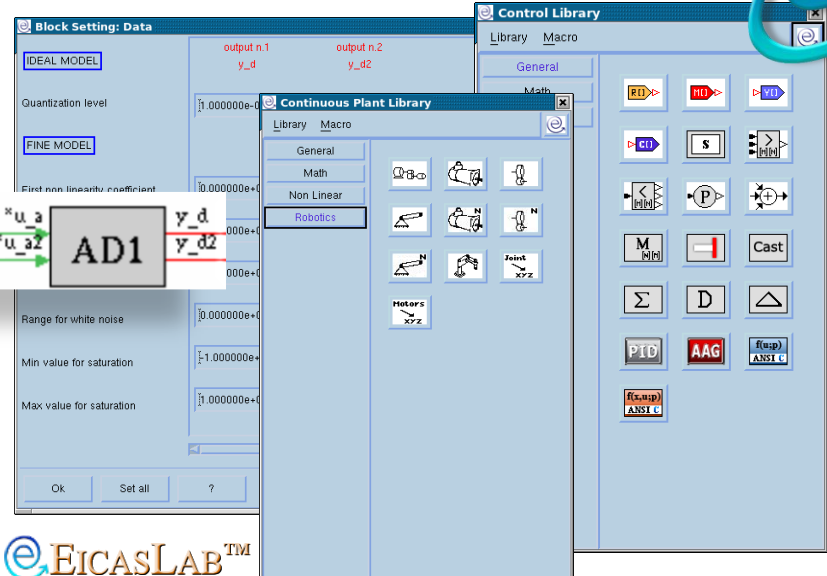 Block Setting: Data
output n.1 output n.2
y_d y_d2
IDEAL MODEL
Quantization level
1.000000e-0
FINE MODEL
First non linearity coefficient
0.000000e+0
.000e+0
000e+0
*u_a
*u_a2
AD1
y_d
y_d2
Range for white noise
0.000000e+0
Min value for saturation
-1.000000e+
Max value for saturation
1.000000e+0
Ok
Set all
?
EICASLAB™
Continuous Plant Library
Library Macro
General
Math
Non Linear
Robotics
N
N
N
Joint
XYZ
Motors
XYZ
Control Library
Library Macro
General
Math
R[]
M[]
Y[]
C[]
S
>
[N][N]
<
[N][N]
P
M
[N][N]
Cast
Σ
D
PID
AAG
f(u;p)
ANSI C
f(x,u;p)
ANSI C